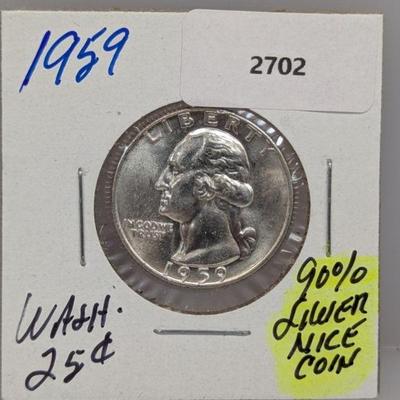 1959
2702
LIBERTY
IN GOD WE
TRUST
1959
WASH.
25¢
90%
SILVER
NICE
COIN